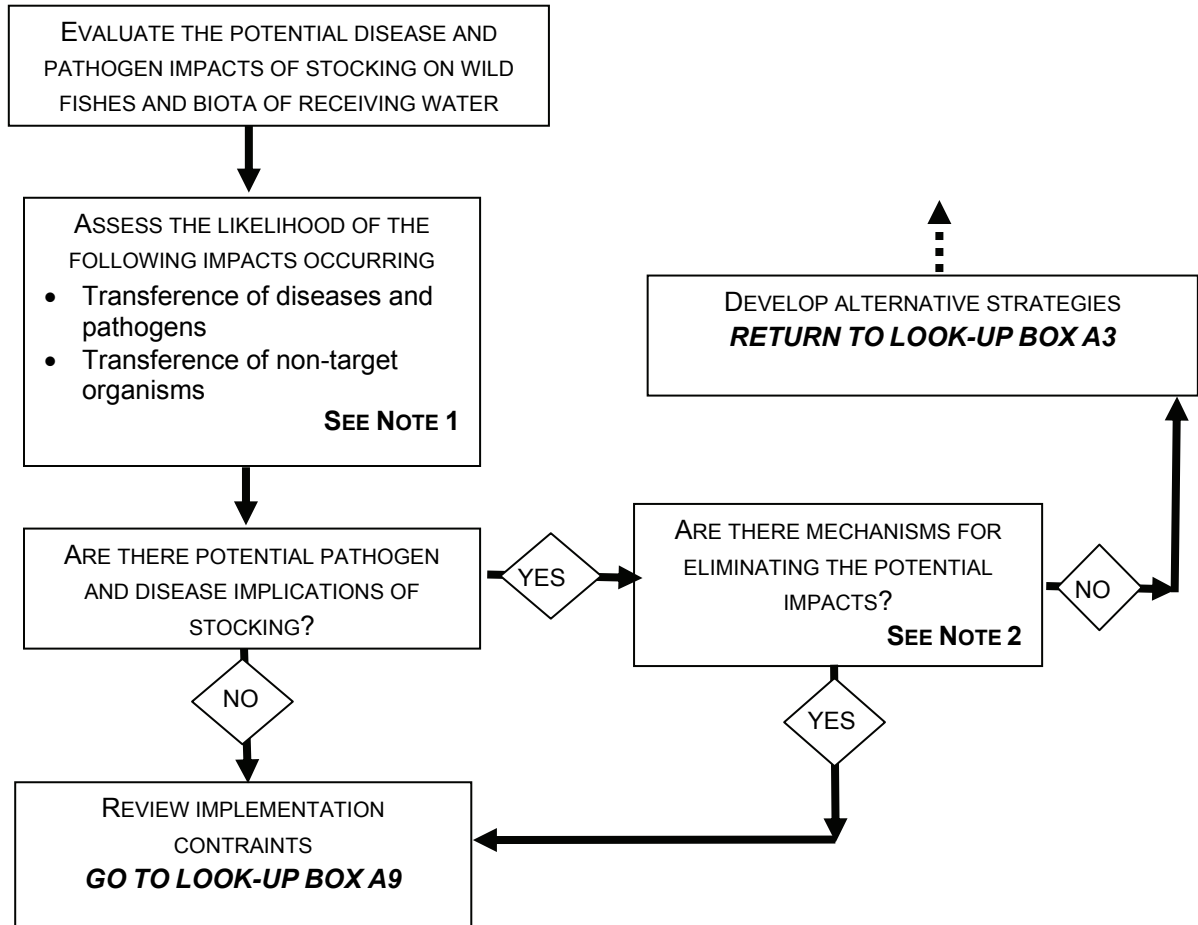 EVALUATE THE POTENTIAL DISEASE AND
PATHOGEN IMPACTS OF STOCKING ON WILD
FISHES AND BIOTA OF RECEIVING WATER
ASSESS THE LIKELIHOOD OF THE
FOLLOWING IMPACTS OCCURRING
• Transference of diseases and
pathogens
• Transference of non-target
organisms
SEE NOTE 1
DEVELOP ALTERNATIVE STRATEGIES
RETURN TO LOOK-UP BOX A3
ARE THERE POTENTIAL PATHOGEN
AND DISEASE IMPLICATIONS OF
STOCKING?
YES
ARE THERE MECHANISMS FOR
ELIMINATING THE POTENTIAL
IMPACTS?
SEE NOTE 2
NO
NO
YES
REVIEW IMPLEMENTATION
CONTRAINTS
GO TO LOOK-UP BOX A9